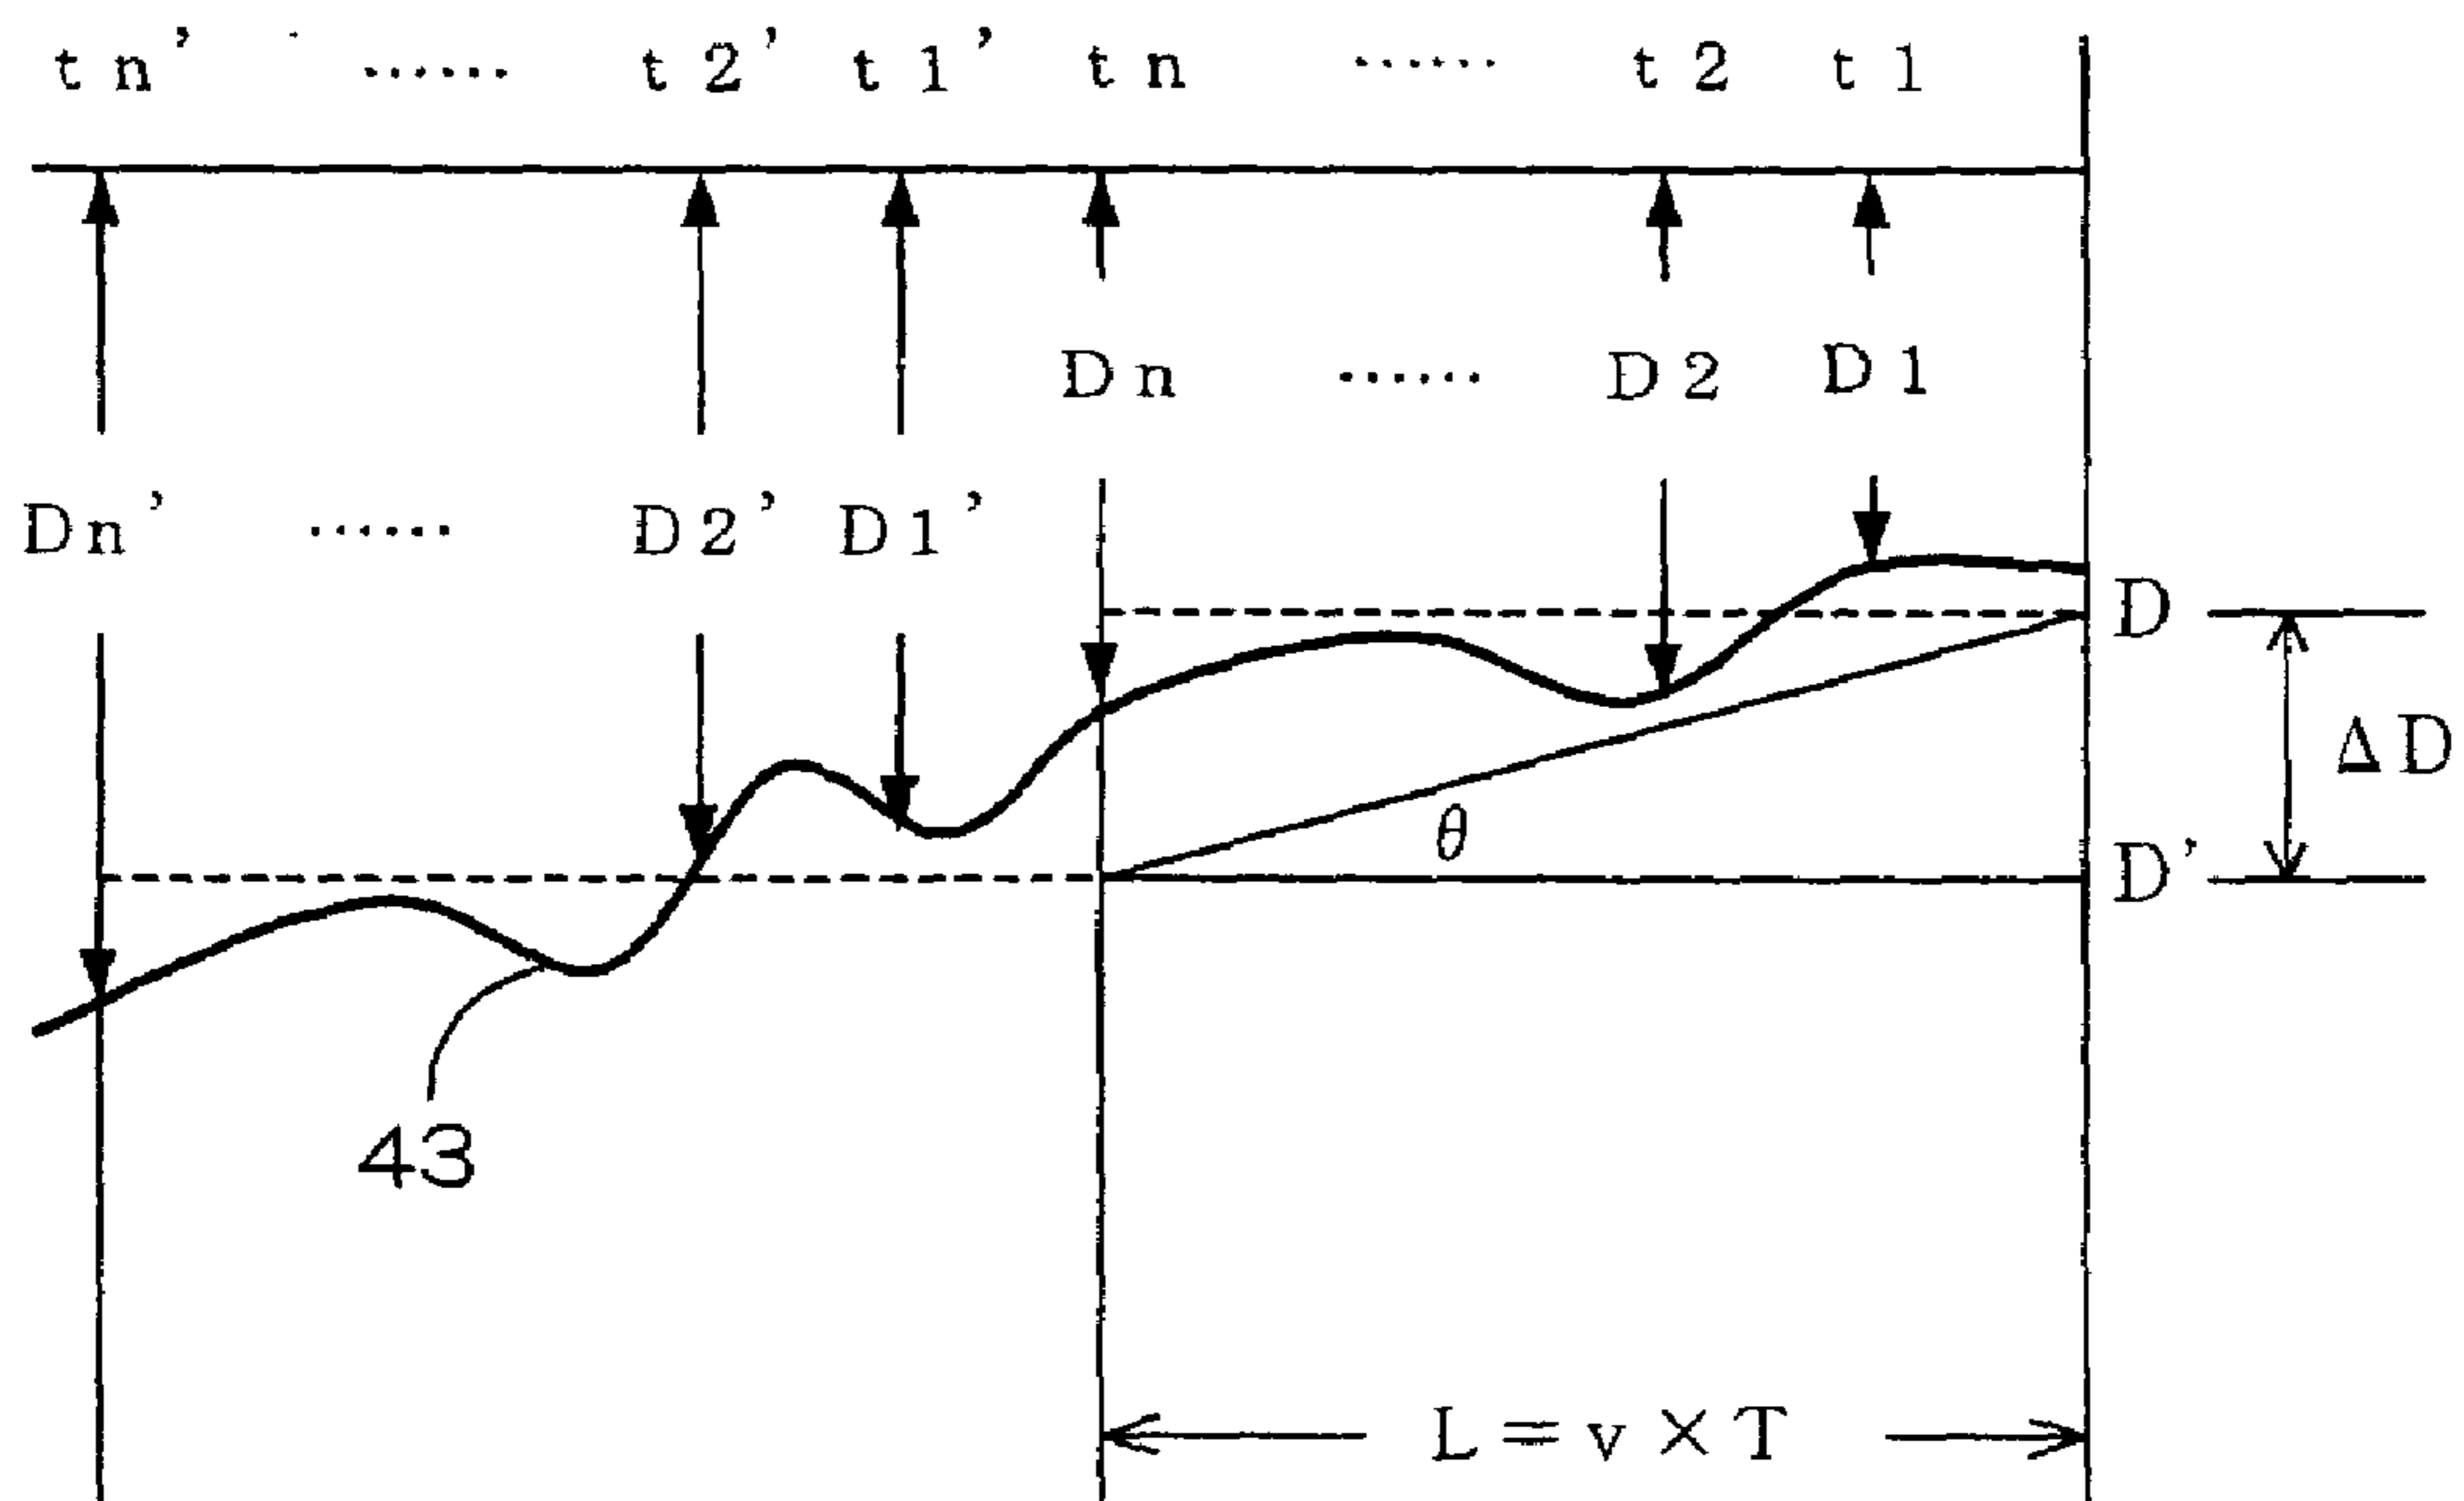 tn' ...... t2' t1' tn ...... t2 t1
Dn ...... D2 D1
Dn' ...... D2' D1'
D
ΔD
θ
D'
43
L=v×T